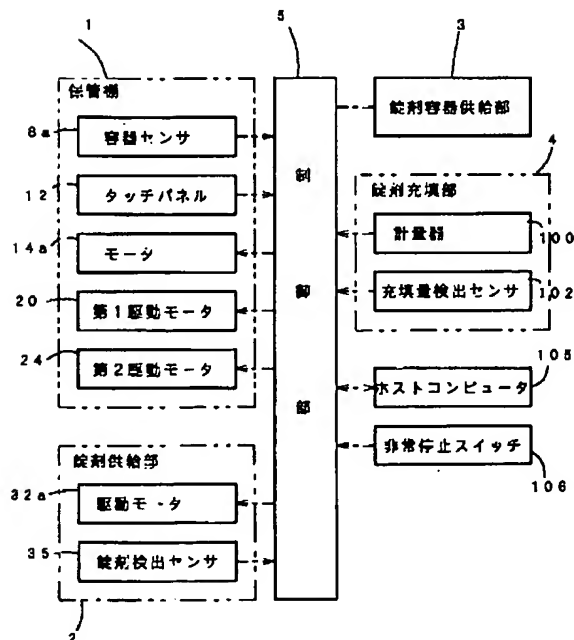 1
保管棚
8a
容器センサ
12
タッチパネル
14a
モータ
20
第1駆動モータ
24
第2駆動モータ
錠剤供給部
32a
駆動モータ
35
錠剤検出センサ
2
5
制
御
部
3
錠剤容器供給部
4
錠剤充填部
計量器
100
充填量検出センサ
102
105
ホストコンピュータ
非常停止スイッチ
106